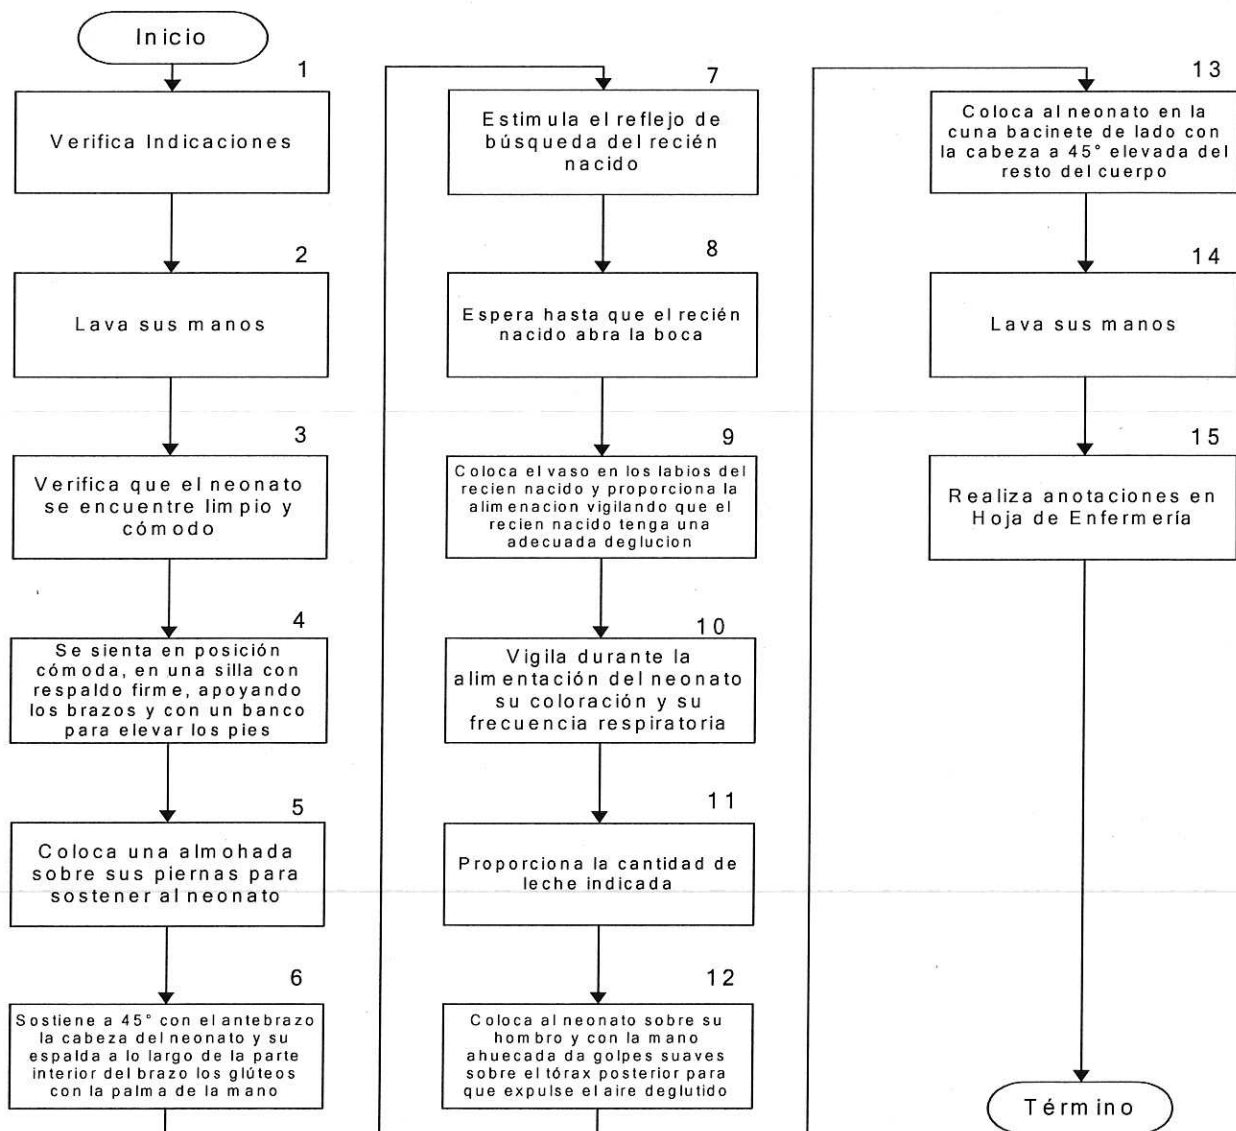 Inicio
1
Verifica Indicaciones
2
Lava sus manos
3
Verifica que el neonato
se encuentre limpio y
cómodo
4
Se sienta en posición
cómoda, en una silla con
respaldo firme, apoyando
los brazos y con un banco
para elevar los pies
5
Coloca una almohada
sobre sus piernas para
sostener al neonato
6
Sostiene a 45° con el antebrazo
la cabeza del neonato y su
espalda a lo largo de la parte
interior del brazo los glúteos
con la palma de la mano
7
Estimula el reflejo de
búsqueda del recién
nacido
8
Espera hasta que el recién
nacido abra la boca
9
Coloca el vaso en los labios del
recien nacido y proporciona la
alimenacion vigilando que el
recien nacido tenga una
adecuada deglucion
10
Vigila durante la
alimentación del neonato
su coloración y su
frecuencia respiratoria
11
Proporciona la cantidad de
leche indicada
12
Coloca al neonato sobre su
hombro y con la mano
ahuecada da golpes suaves
sobre el tórax posterior para
que expulse el aire deglutido
13
Coloca al neonato en la
cuna bacinete de lado con
la cabeza a 45° elevada del
resto del cuerpo
14
Lava sus manos
15
Realiza anotaciones en
Hoja de Enfermería
Término